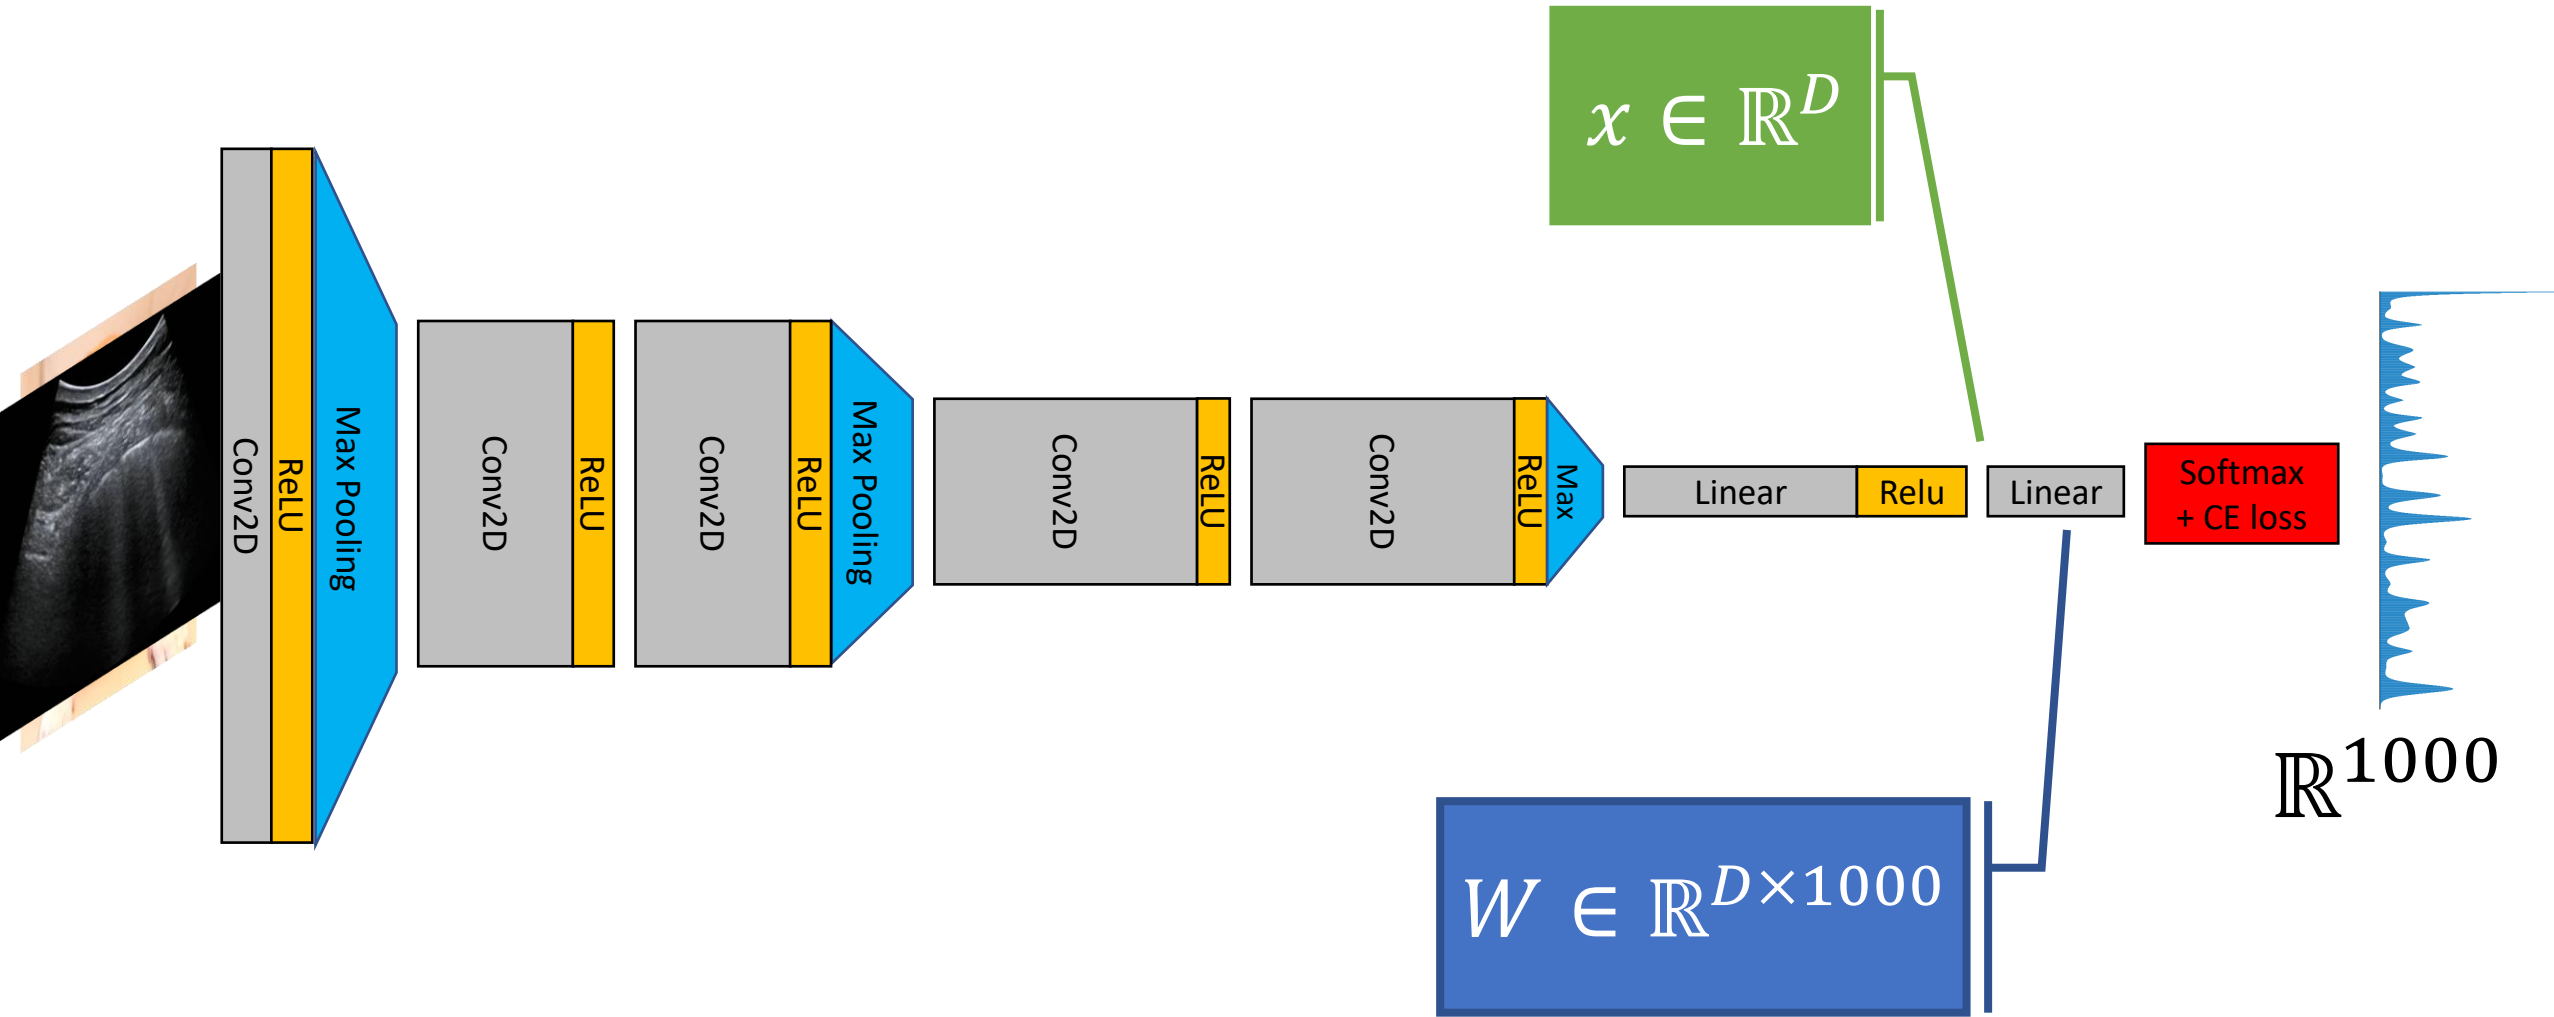 x ∈ ℝ^D
Conv2D
ReLU
Max Pooling
Conv2D
ReLU
Conv2D
ReLU
Max Pooling
Conv2D
ReLU
Conv2D
ReLU
Max
Linear
Relu
Linear
Softmax
+ CE loss
ℝ^1000
W ∈ ℝ^{D×1000}